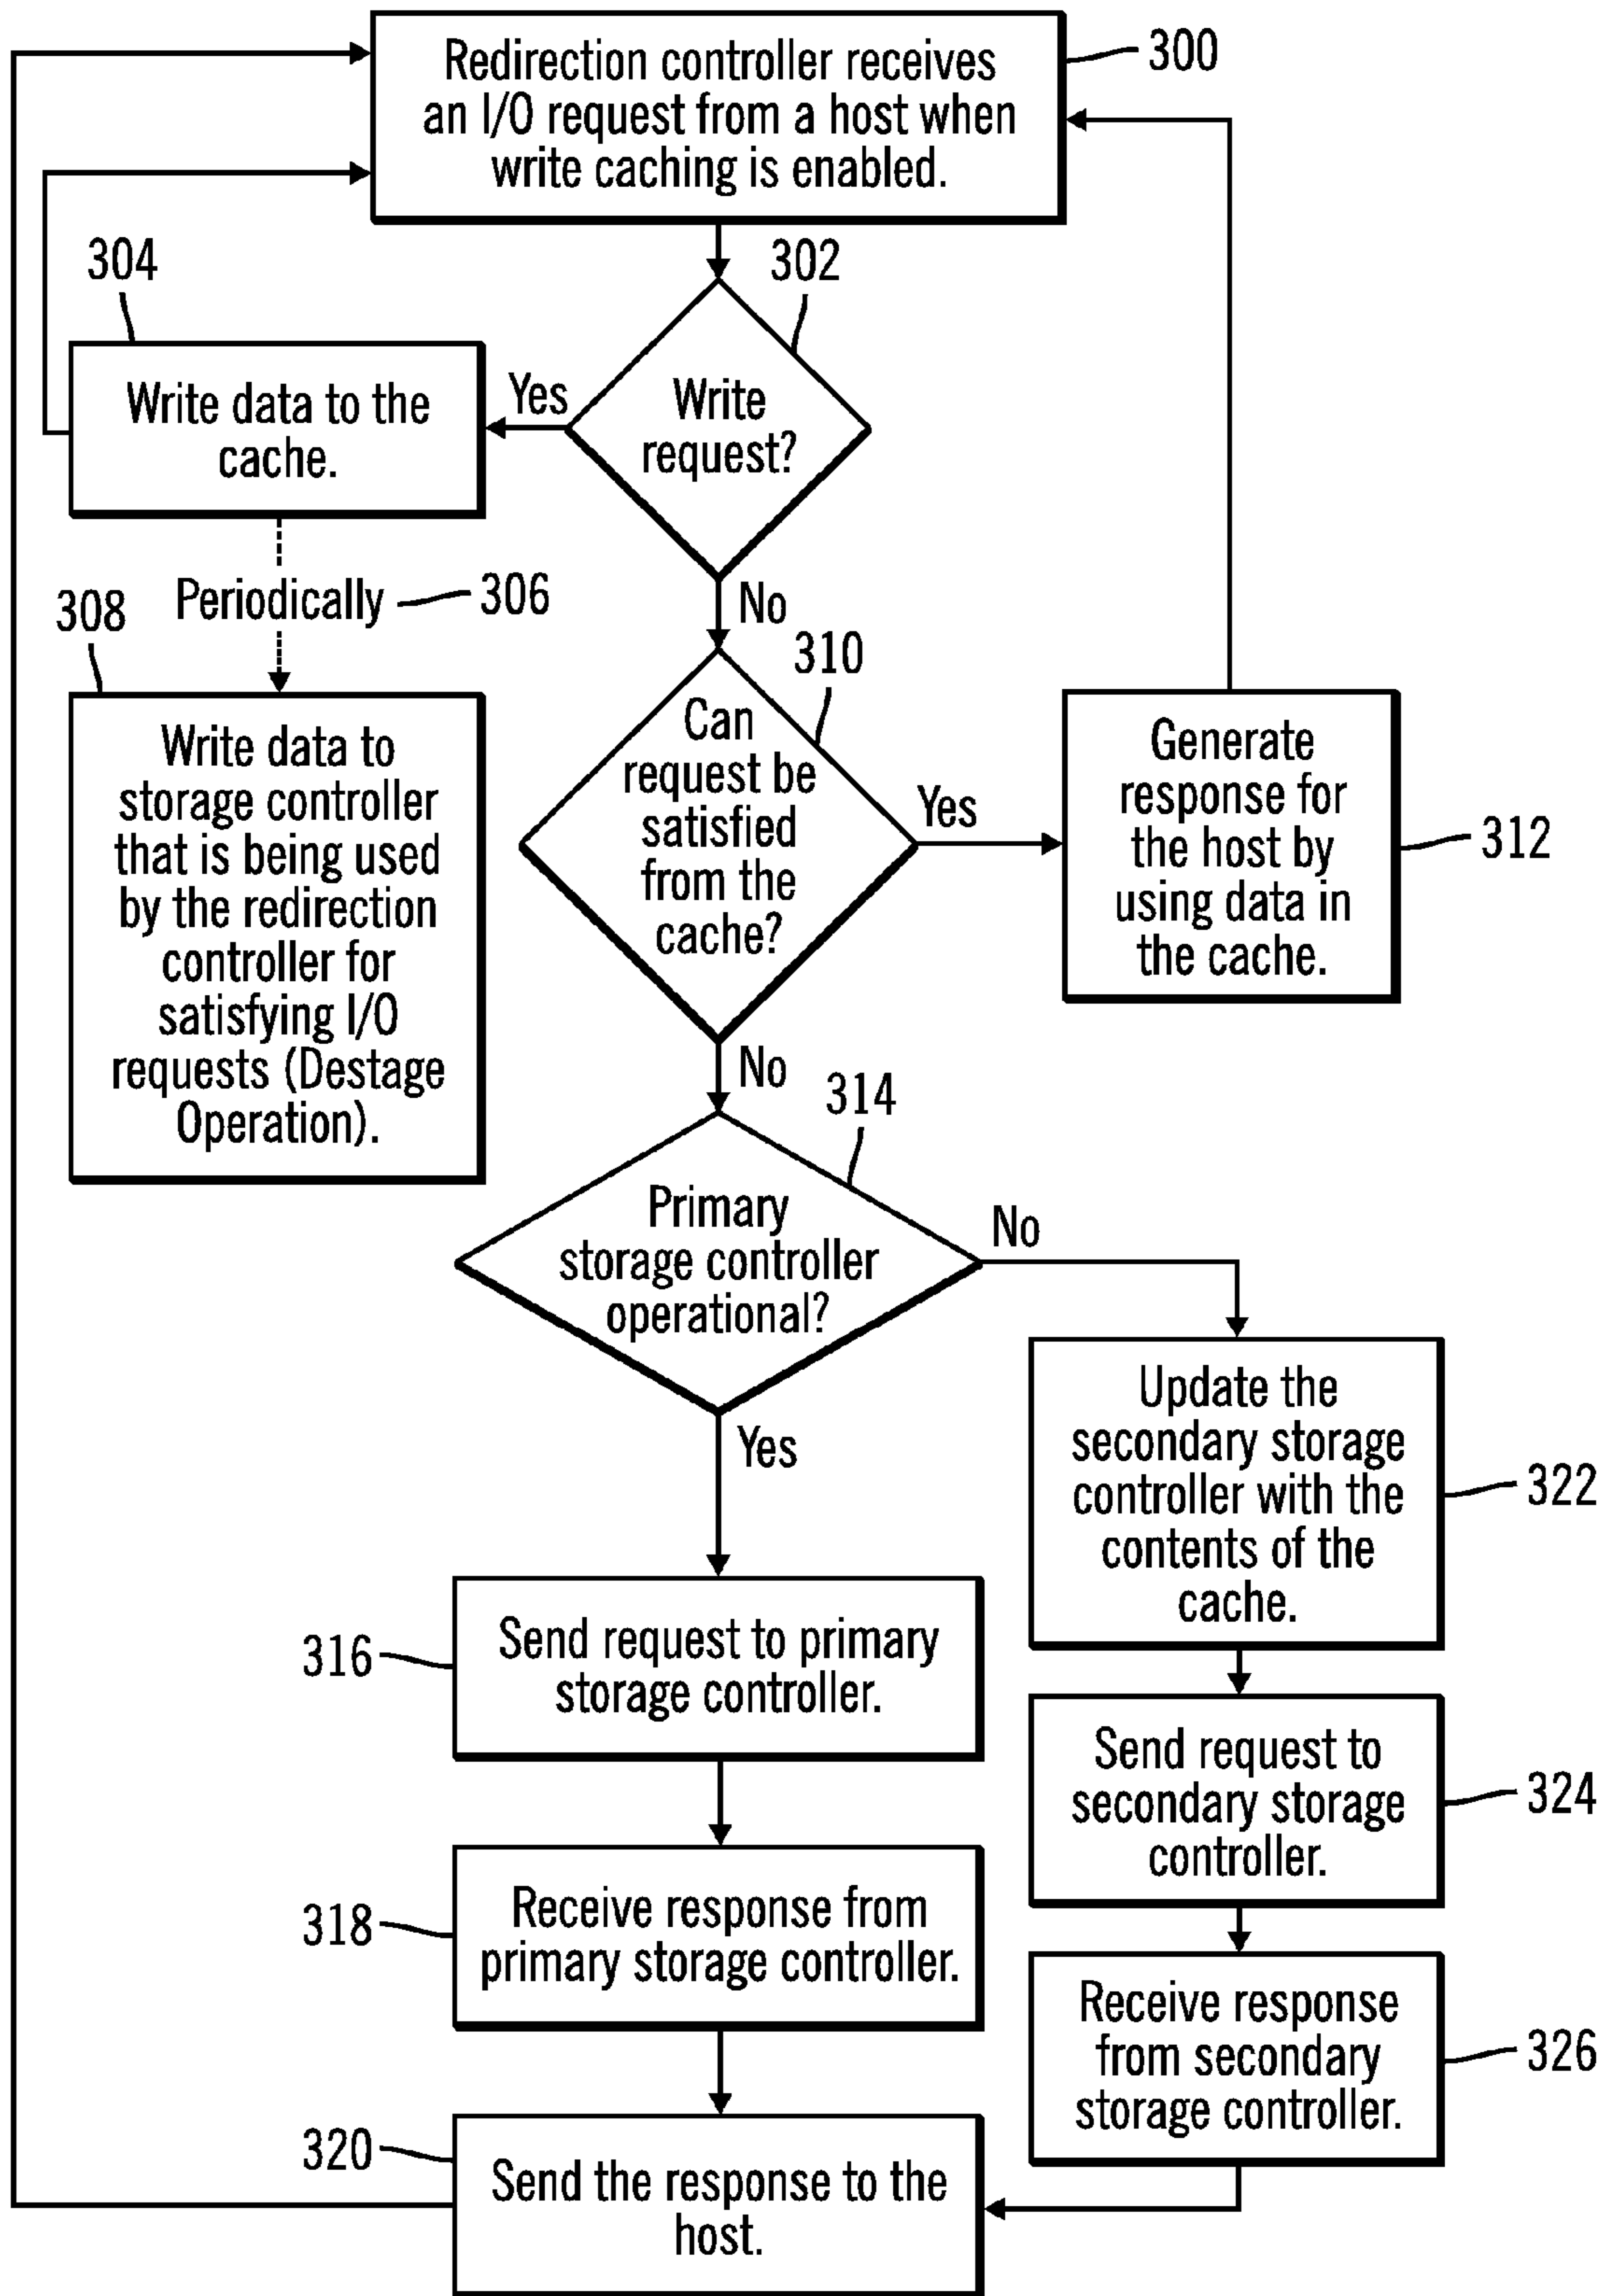 Redirection controller receives
an I/O request from a host when
write caching is enabled.
300
304
302
Write data to the
cache.
Yes
Write
request?
Periodically
306
308
No
310
Write data to
storage controller
that is being used
by the redirection
controller for
satisfying I/O
requests (Destage
Operation).
Can
request be
satisfied
from the
cache?
Yes
Generate
response for
the host by
using data in
the cache.
312
No
314
Primary
storage controller
operational?
No
Yes
Update the
secondary storage
controller with the
contents of the
cache.
322
316
Send request to primary
storage controller.
Send request to
secondary storage
controller.
324
318
Receive response from
primary storage controller.
Receive response
from secondary
storage controller.
326
320
Send the response to the
host.